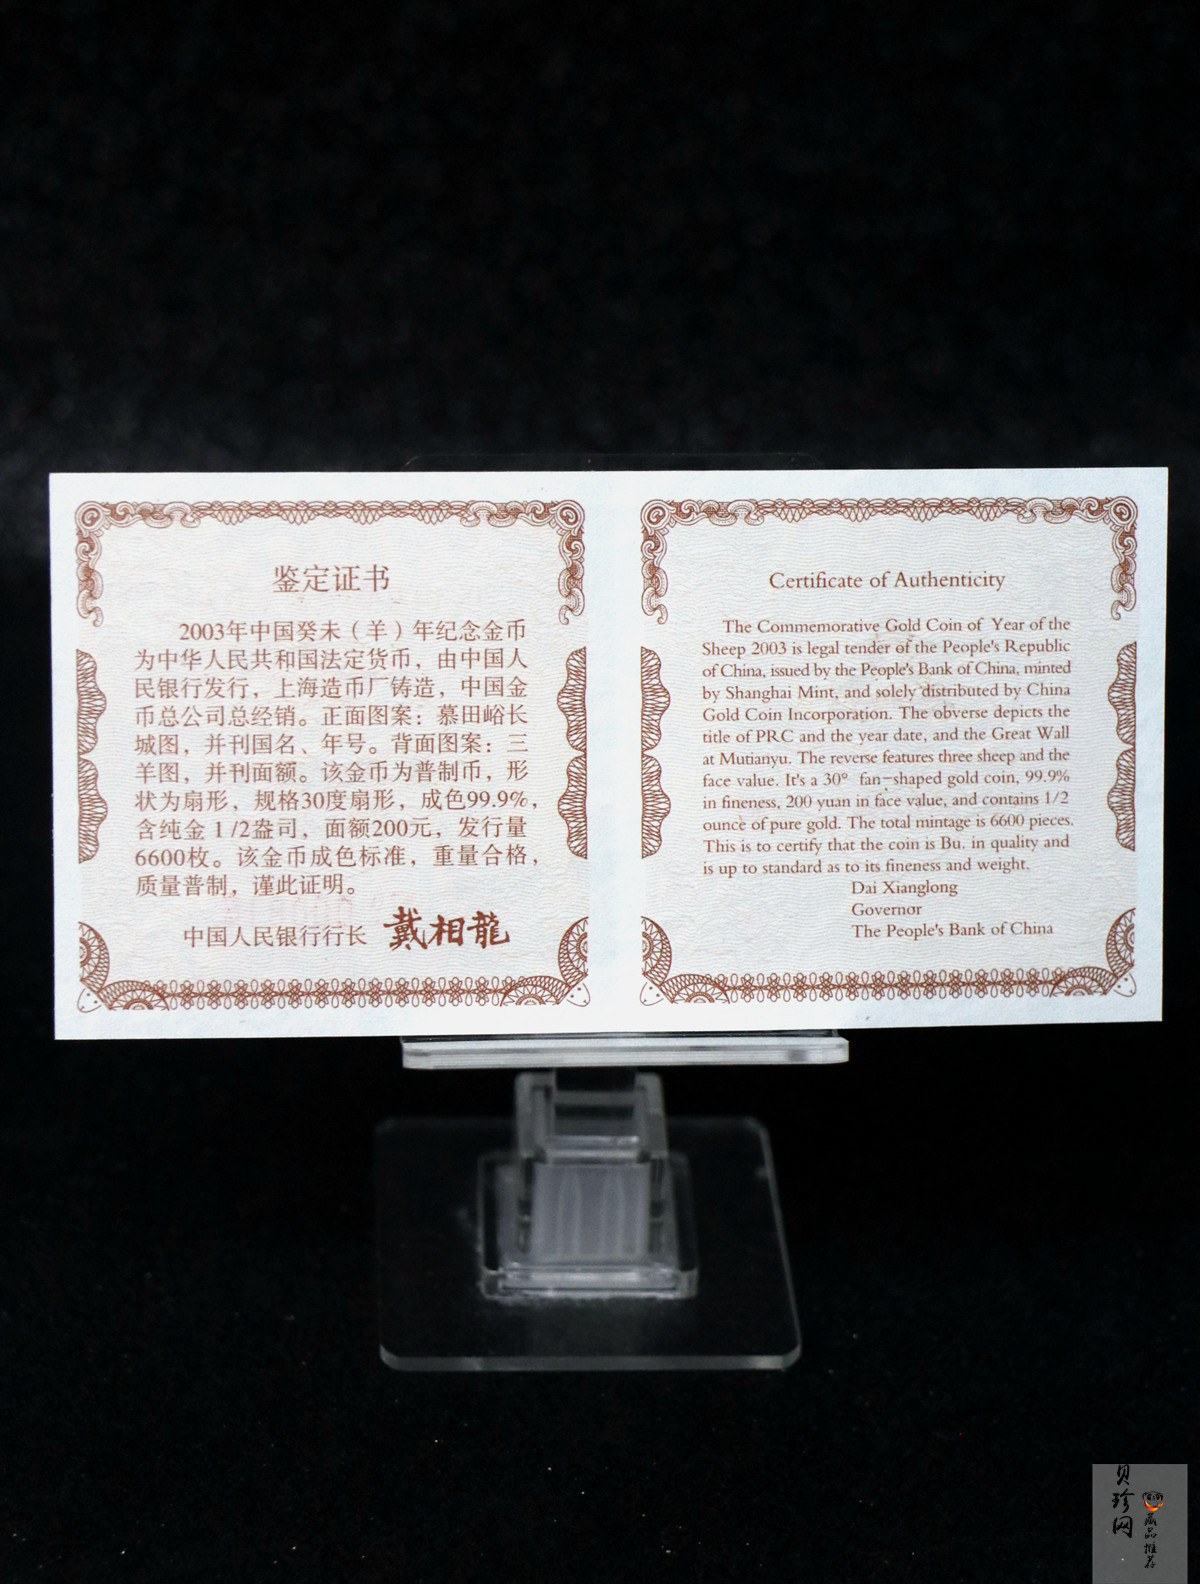 鉴定证书
2003年中国癸未（羊）年纪念金币
为中华人民共和国法定货币，由中国人
民银行发行，上海造币厂铸造，中国金
币总公司总经销。正面图案：慕田峪长
城图，并刊国名、年号。背面图案：三
羊图，并刊面额。该金币为普制币，形
状为扇形，规格30度扇形，成色99.9%，
含纯金 1 /2盎司，面额200元，发行量
6600枚。该金币成色标准，重量合格，
质量普制，谨此证明。
中国人民银行行长 戴相龍
Certificate of Authenticity
The Commemorative Gold Coin of Year of the
Sheep 2003 is legal tender of the People's Republic
of China, issued by the People's Bank of China, minted
by Shanghai Mint, and solely distributed by China
Gold Coin Incorporation. The obverse depicts the
title of PRC and the year date, and the Great Wall
at Mutianyu. The reverse features three sheep and the
face value. It's a 30° fan-shaped gold coin, 99.9%
in fineness, 200 yuan in face value, and contains 1/2
ounce of pure gold. The total mintage is 6600 pieces.
This is to certify that the coin is Bu. in quality and
is up to standard as to its fineness and weight.
Dai Xianglong
Governor
The People's Bank of China
贝珍网
藏品推荐